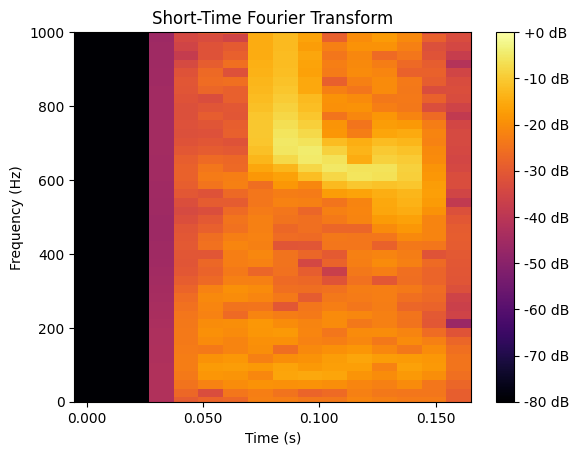 Short-Time Fourier Transform
1000
800
600
400
200
0
Frequency (Hz)
0.000
0.050
0.100
0.150
Time (s)
+0 dB
-10 dB
-20 dB
-30 dB
-40 dB
-50 dB
-60 dB
-70 dB
-80 dB